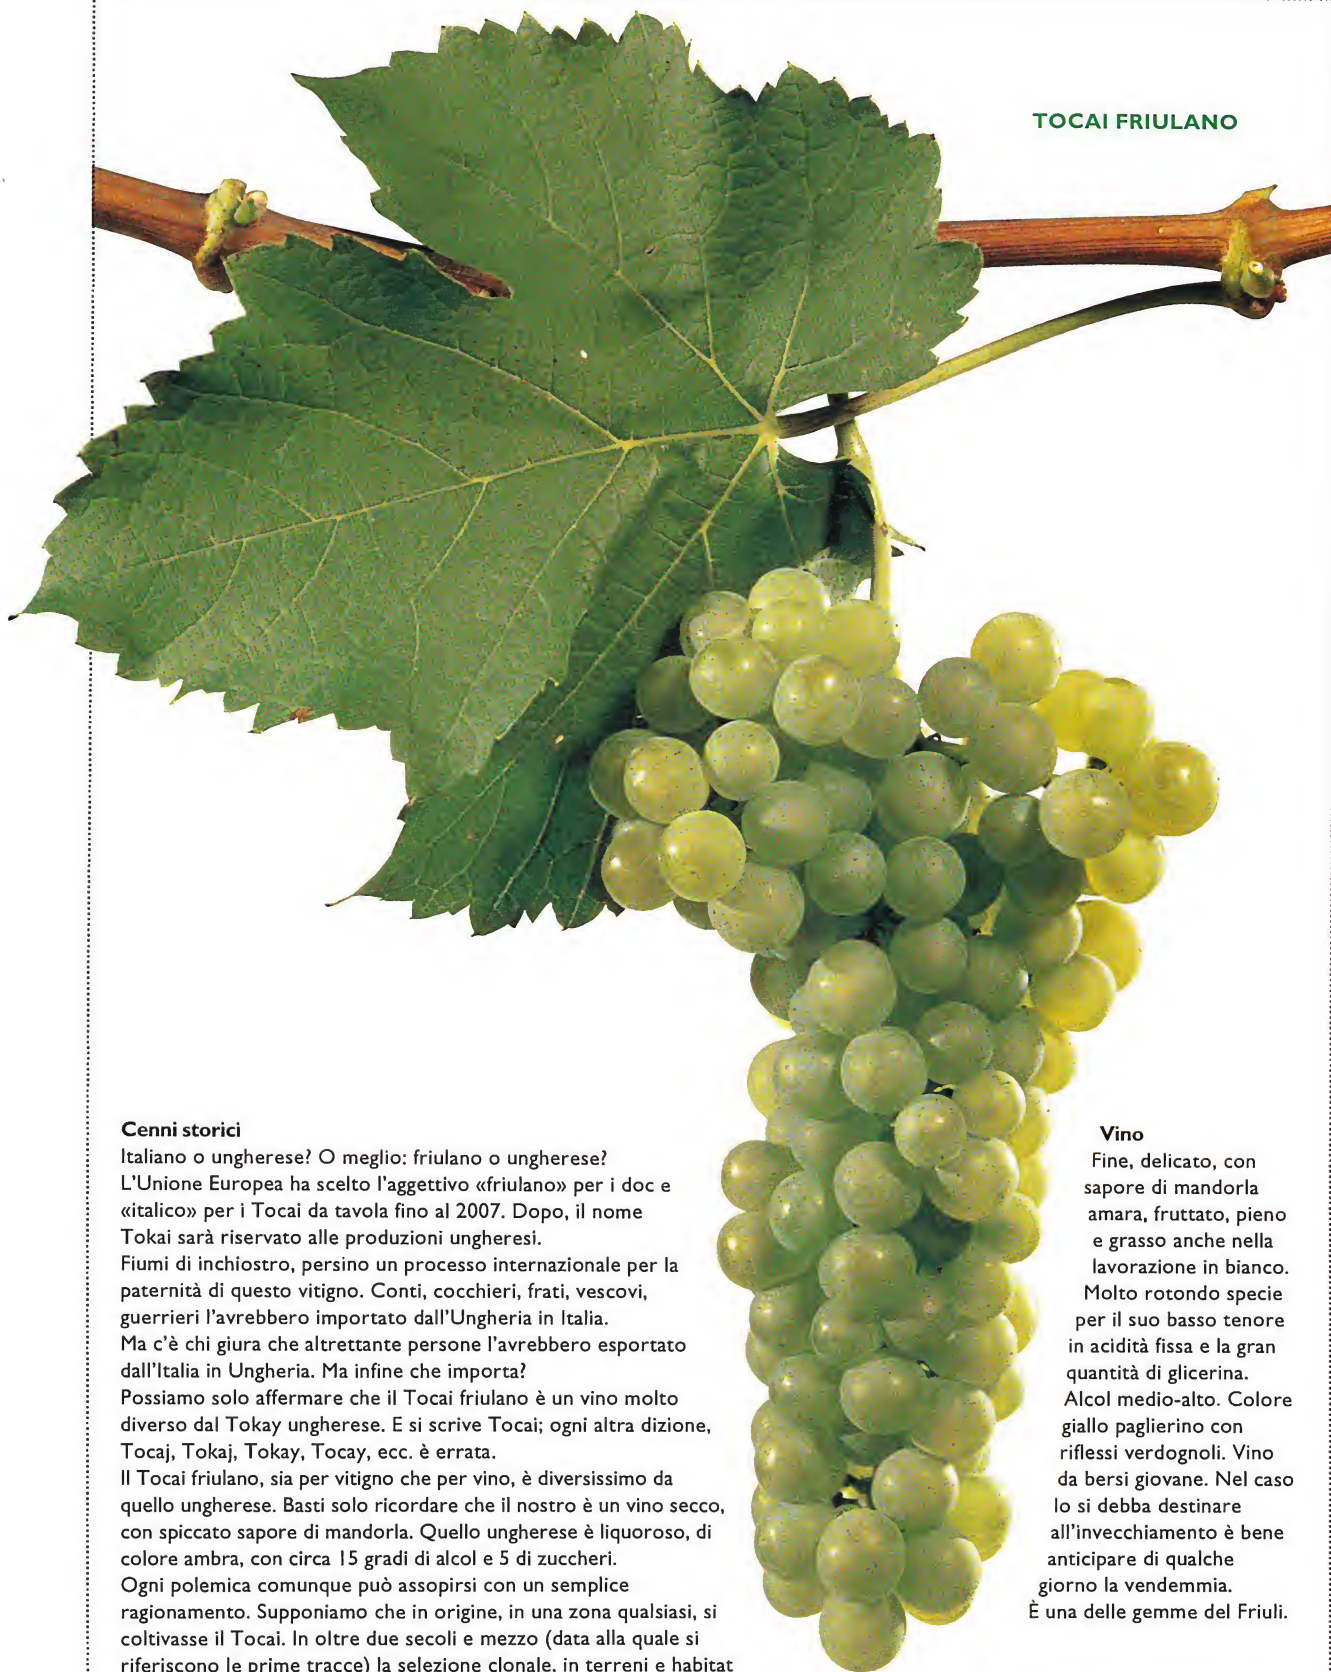 TOCAI FRIULANO
Cenni storici
Italiano o ungherese? O meglio: friulano o ungherese?
L'Unione Europea ha scelto l'aggettivo «friulano» per i doc e
«italico» per i Tocai da tavola fino al 2007. Dopo, il nome
Tokai sarà riservato alle produzioni ungheresi.
Fiumi di inchiostro, persino un processo internazionale per la
paternità di questo vitigno. Conti, cocchieri, frati, vescovi,
guerrieri l'avrebbero importato dall'Ungheria in Italia.
Ma c'è chi giura che altrettante persone l'avrebbero esportato
dall'Italia in Ungheria. Ma infine che importa?
Possiamo solo affermare che il Tocai friulano è un vino molto
diverso dal Tokay ungherese. E si scrive Tocai; ogni altra dizione,
Tocaj, Tokaj, Tokay, Tocay, ecc. è errata.
Il Tocai friulano, sia per vitigno che per vino, è diversissimo da
quello ungherese. Basti solo ricordare che il nostro è un vino secco,
con spiccato sapore di mandorla. Quello ungherese è liquoroso, di
colore ambra, con circa 15 gradi di alcol e 5 di zuccheri.
Ogni polemica comunque può assopirsi con un semplice
ragionamento. Supponiamo che in origine, in una zona qualsiasi, si
coltivasse il Tocai. In oltre due secoli e mezzo (data alla quale si
riferiscono le prime tracce) la selezione clonale, in terreni e habitat
Vino
Fine, delicato, con
sapore di mandorla
amara, fruttato, pieno
e grasso anche nella
lavorazione in bianco.
Molto rotondo specie
per il suo basso tenore
in acidità fissa e la gran
quantità di glicerina.
Alcol medio-alto. Colore
giallo paglierino con
riflessi verdognoli. Vino
da bersi giovane. Nel caso
lo si debba destinare
all'invecchiamento è bene
anticipare di qualche
giorno la vendemmia.
È una delle gemme del Friuli.